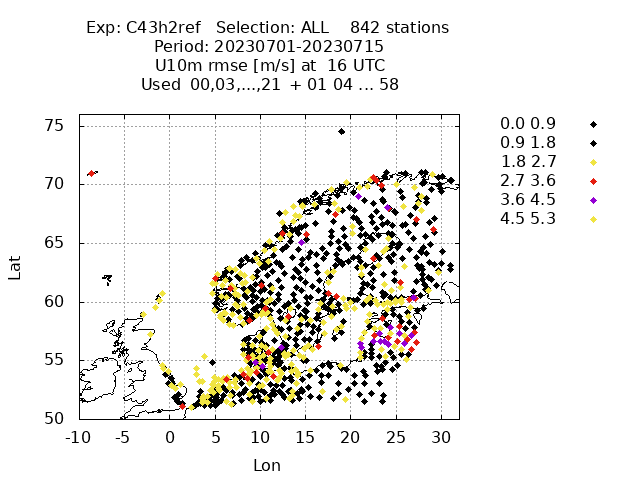 Exp: C43h2ref   Selection: ALL    842 stations
Period: 20230701-20230715
U10m rmse [m/s] at  16 UTC
Used  00,03,...,21  + 01 04 ... 58
0.0 0.9
0.9 1.8
1.8 2.7
2.7 3.6
3.6 4.5
4.5 5.3
75
70
65
60
55
50
Lat
-10 -5 0 5 10 15 20 25 30
Lon